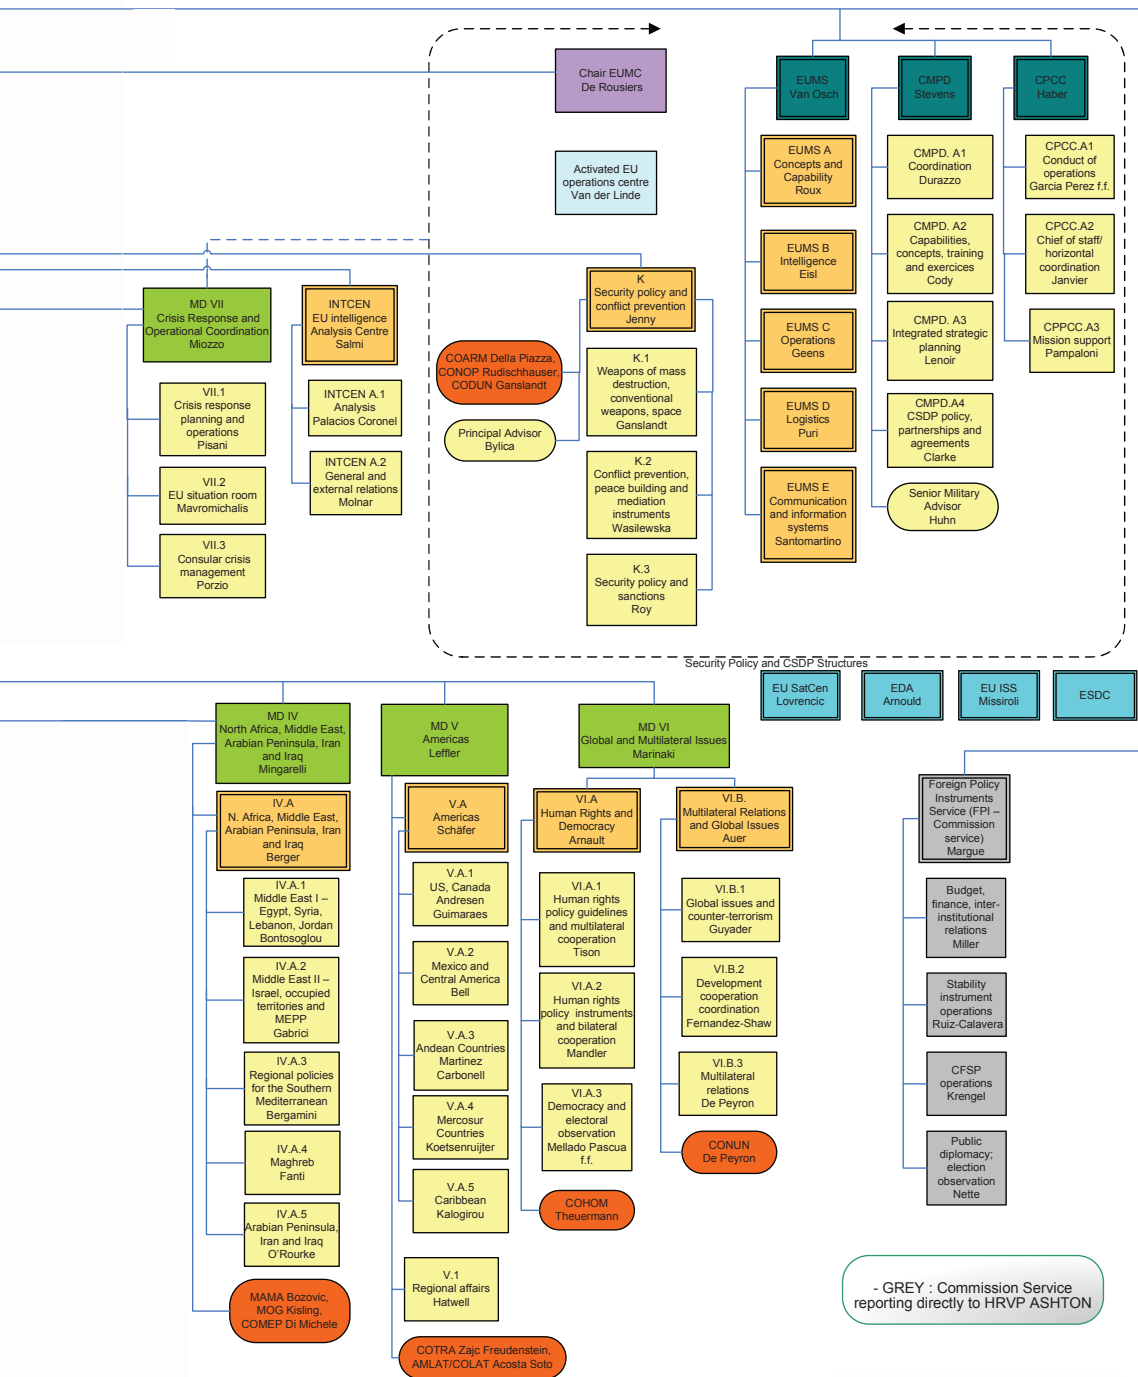 Chair EUMC
De Rousiers
Activated EU
operations centre
Van der Linde
EUMS
Van Osch
CMPD
Stevens
CPCC
Haber
EUMS A
Concepts and
Capability
Roux
EUMS B
Intelligence
Eisl
EUMS C
Operations
Geens
EUMS D
Logistics
Puri
EUMS E
Communication
and information
systems
Santomartino
CMPD. A1
Coordination
Durazzo
CMPD. A2
Capabilities,
concepts, training
and exercices
Cody
CMPD. A3
Integrated strategic
planning
Lenoir
CMPD.A4
CSDP policy,
partnerships and
agreements
Clarke
Senior Military
Advisor
Huhn
CPCC.A1
Conduct of
operations
Garcia Perez f.f.
CPCC.A2
Chief of staff/
horizontal
coordination
Janvier
CPPCC.A3
Mission support
Pampaloni
MD VII
Crisis Response and
Operational Coordination
Miozzo
VII.1
Crisis response
planning and
operations
Pisani
VII.2
EU situation room
Mavromichalis
VII.3
Consular crisis
management
Porzio
INTCEN
EU intelligence
Analysis Centre
Salmi
INTCEN A.1
Analysis
Palacios Coronel
INTCEN A.2
General and
external relations
Molnar
K
Security policy and
conflict prevention
Jenny
COARM Della Piazza,
CONOP Rudischhauser,
CODUN Ganslandt
Principal Advisor
Bylica
K.1
Weapons of mass
destruction,
conventional
weapons, space
Ganslandt
K.2
Conflict prevention,
peace building and
mediation
instruments
Wasilewska
K.3
Security policy and
sanctions
Roy
Security Policy and CSDP Structures
EU SatCen
Lovrencic
EDA
Arnould
EU ISS
Missiroli
ESDC
MD IV
North Africa, Middle East,
Arabian Peninsula, Iran
and Iraq
Mingarelli
IV.A
N. Africa, Middle East,
Arabian Peninsula, Iran
and Iraq
Berger
IV.A.1
Middle East I –
Egypt, Syria,
Lebanon, Jordan
Bontosoglou
IV.A.2
Middle East II –
Israel, occupied
territories and
MEPP
Gabrici
IV.A.3
Regional policies
for the Southern
Mediterranean
Bergamini
IV.A.4
Maghreb
Fanti
IV.A.5
Arabian Peninsula,
Iran and Iraq
O'Rourke
MAMA Bozovic,
MOG Kisling,
COMEP Di Michele
MD V
Americas
Leffler
V.A
Americas
Schäfer
V.A.1
US, Canada
Andresen
Guimaraes
V.A.2
Mexico and
Central America
Bell
V.A.3
Andean Countries
Martinez
Carbonell
V.A.4
Mercosur
Countries
Koetsenruijter
V.A.5
Caribbean
Kalogirou
V.1
Regional affairs
Hatwell
COTRA Zajc Freudenstein,
AMLAT/COLAT Acosta Soto
MD VI
Global and Multilateral Issues
Marinaki
VI.A
Human Rights and
Democracy
Arnault
VI.A.1
Human rights
policy guidelines
and multilateral
cooperation
Tison
VI.A.2
Human rights
policy instruments
and bilateral
cooperation
Mandler
VI.A.3
Democracy and
electoral
observation
Mellado Pascua
f.f.
COHOM
Theuermann
VI.B.
Multilateral Relations
and Global Issues
Auer
VI.B.1
Global issues and
counter-terrorism
Guyader
VI.B.2
Development
cooperation
coordination
Fernandez-Shaw
VI.B.3
Multilateral
relations
De Peyron
CONUN
De Peyron
Foreign Policy
Instruments
Service (FPI –
Commission
service)
Margue
Budget,
finance, inter-
institutional
relations
Miller
Stability
instrument
operations
Ruiz-Calavera
CFSP
operations
Krengel
Public
diplomacy;
election
observation
Nette
- GREY : Commission Service
reporting directly to HRVP ASHTON